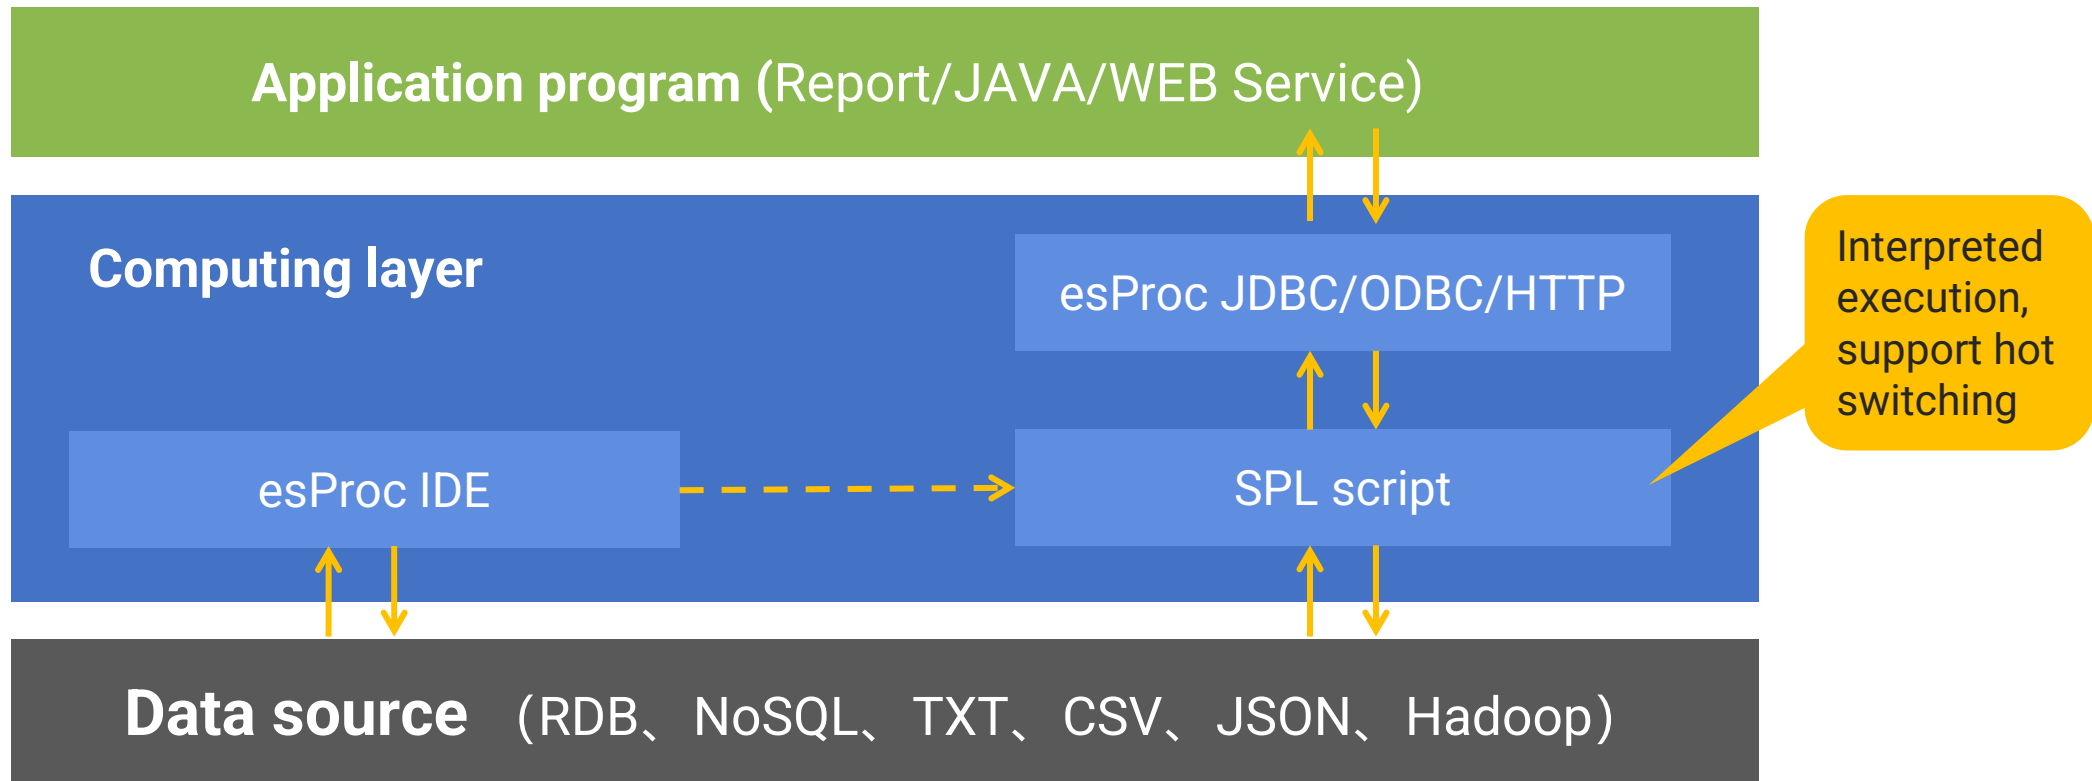 Application program (Report/JAVA/WEB Service)
Computing layer
esProc JDBC/ODBC/HTTP
Interpreted
execution,
support hot
switching
esProc IDE
SPL script
Data source （RDB、NoSQL、TXT、CSV、JSON、Hadoop）